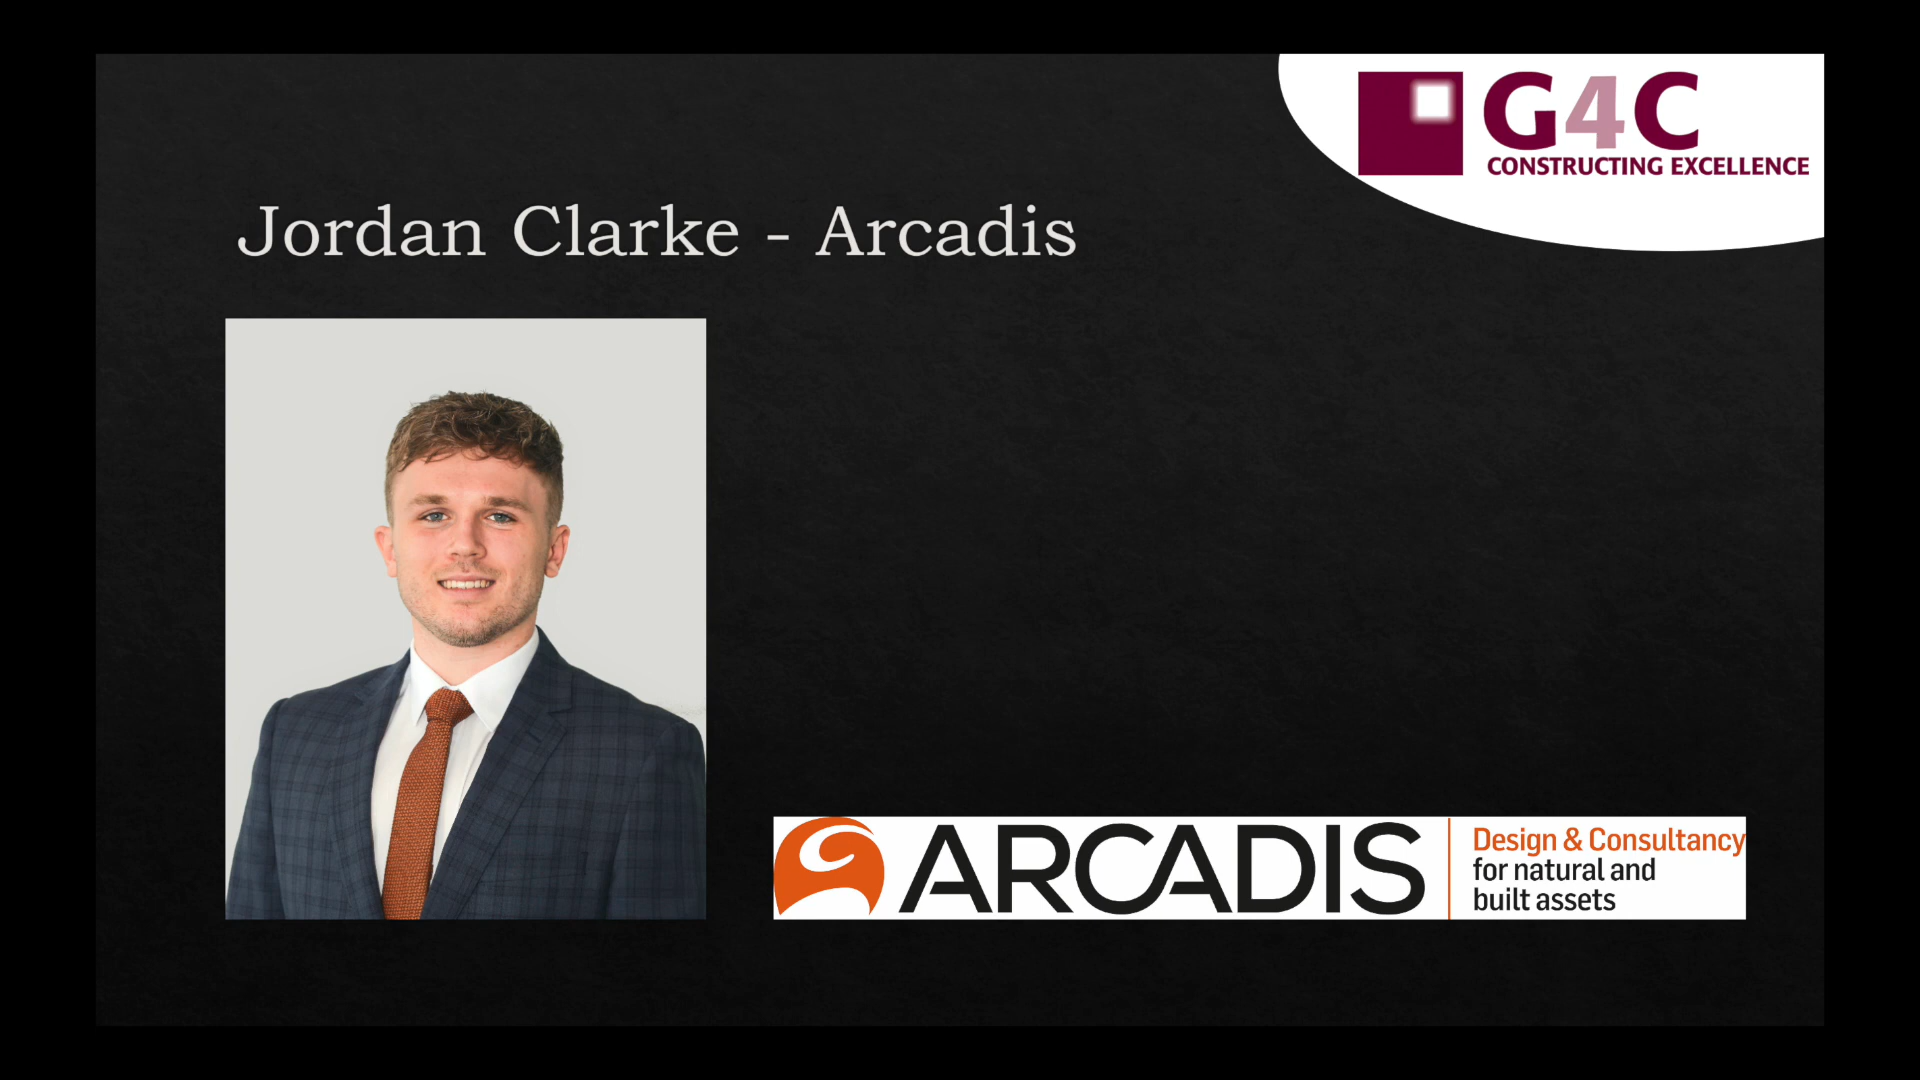 G4C
CONSTRUCTING EXCELLENCE
Jordan Clarke - Arcadis
ARCADIS
Design & Consultancy
for natural and
built assets